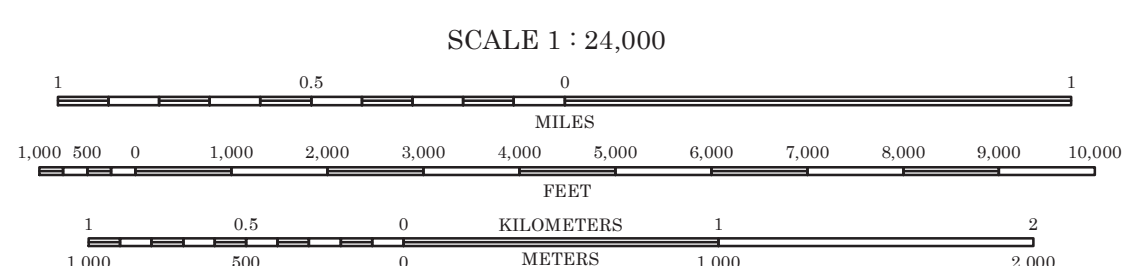 SCALE 1 : 24,000
1 0.5 0 1
MILES
1,000 500 0 1,000 2,000 3,000 4,000 5,000 6,000 7,000 8,000 9,000 10,000
FEET
1 0.5 0 KILOMETERS 1 2
1,000 500 0 METERS 1,000 2,000